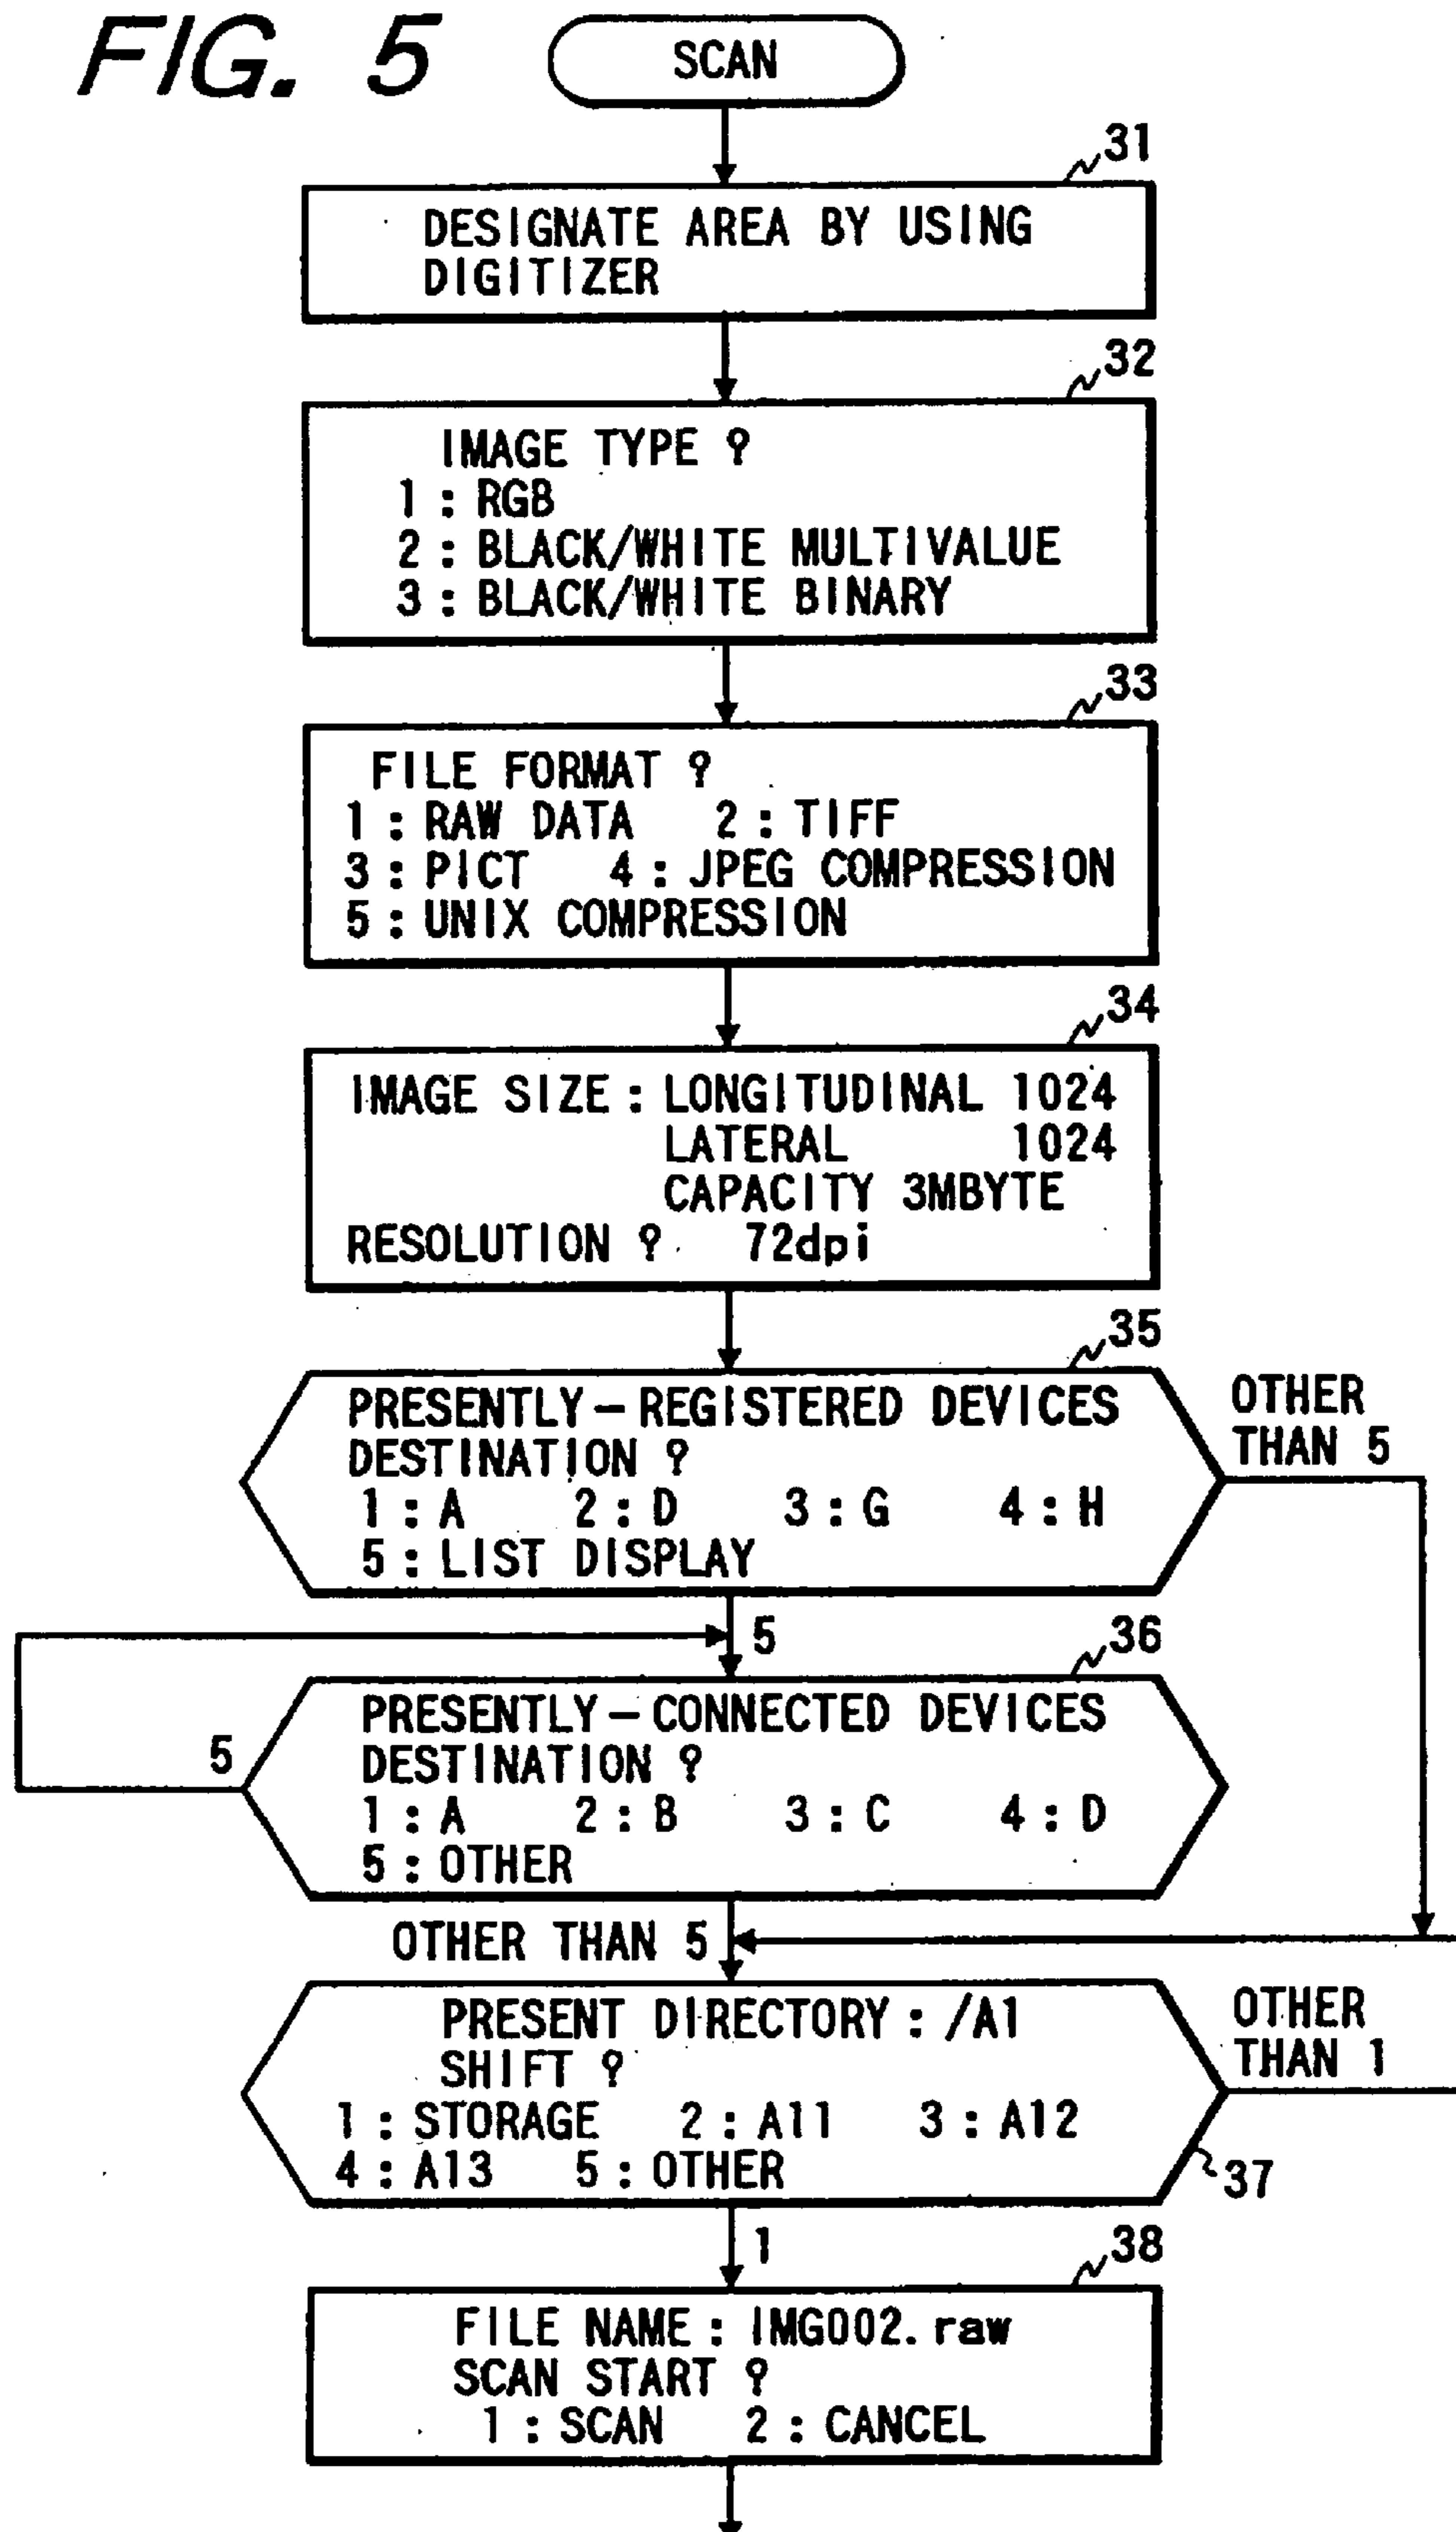 FIG. 5
SCAN
31
DESIGNATE AREA BY USING
DIGITIZER
32
IMAGE TYPE ?
1 : RGB
2 : BLACK/WHITE MULTIVALUE
3 : BLACK/WHITE BINARY
33
FILE FORMAT ?
1 : RAW DATA 2 : TIFF
3 : PICT 4 : JPEG COMPRESSION
5 : UNIX COMPRESSION
34
IMAGE SIZE : LONGITUDINAL 1024
LATERAL 1024
CAPACITY 3MBYTE
RESOLUTION ? 72dpi
35
PRESENTLY-REGISTERED DEVICES
DESTINATION ?
1 : A 2 : D 3 : G 4 : H
5 : LIST DISPLAY
OTHER
THAN 5
5
36
PRESENTLY-CONNECTED DEVICES
DESTINATION ?
1 : A 2 : B 3 : C 4 : D
5 : OTHER
5
OTHER THAN 5
PRESENT DIRECTORY : /A1
SHIFT ?
1 : STORAGE 2 : A11 3 : A12
4 : A13 5 : OTHER
OTHER
THAN 1
37
1
38
FILE NAME : IMG002.raw
SCAN START ?
1 : SCAN 2 : CANCEL